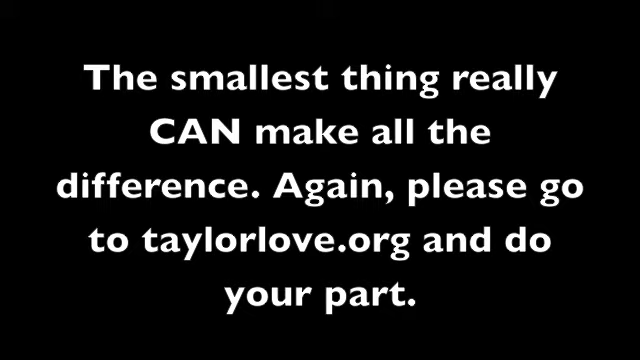 The smallest thing really
CAN make all the
difference. Again, please go
to taylorlove.org and do
your part.